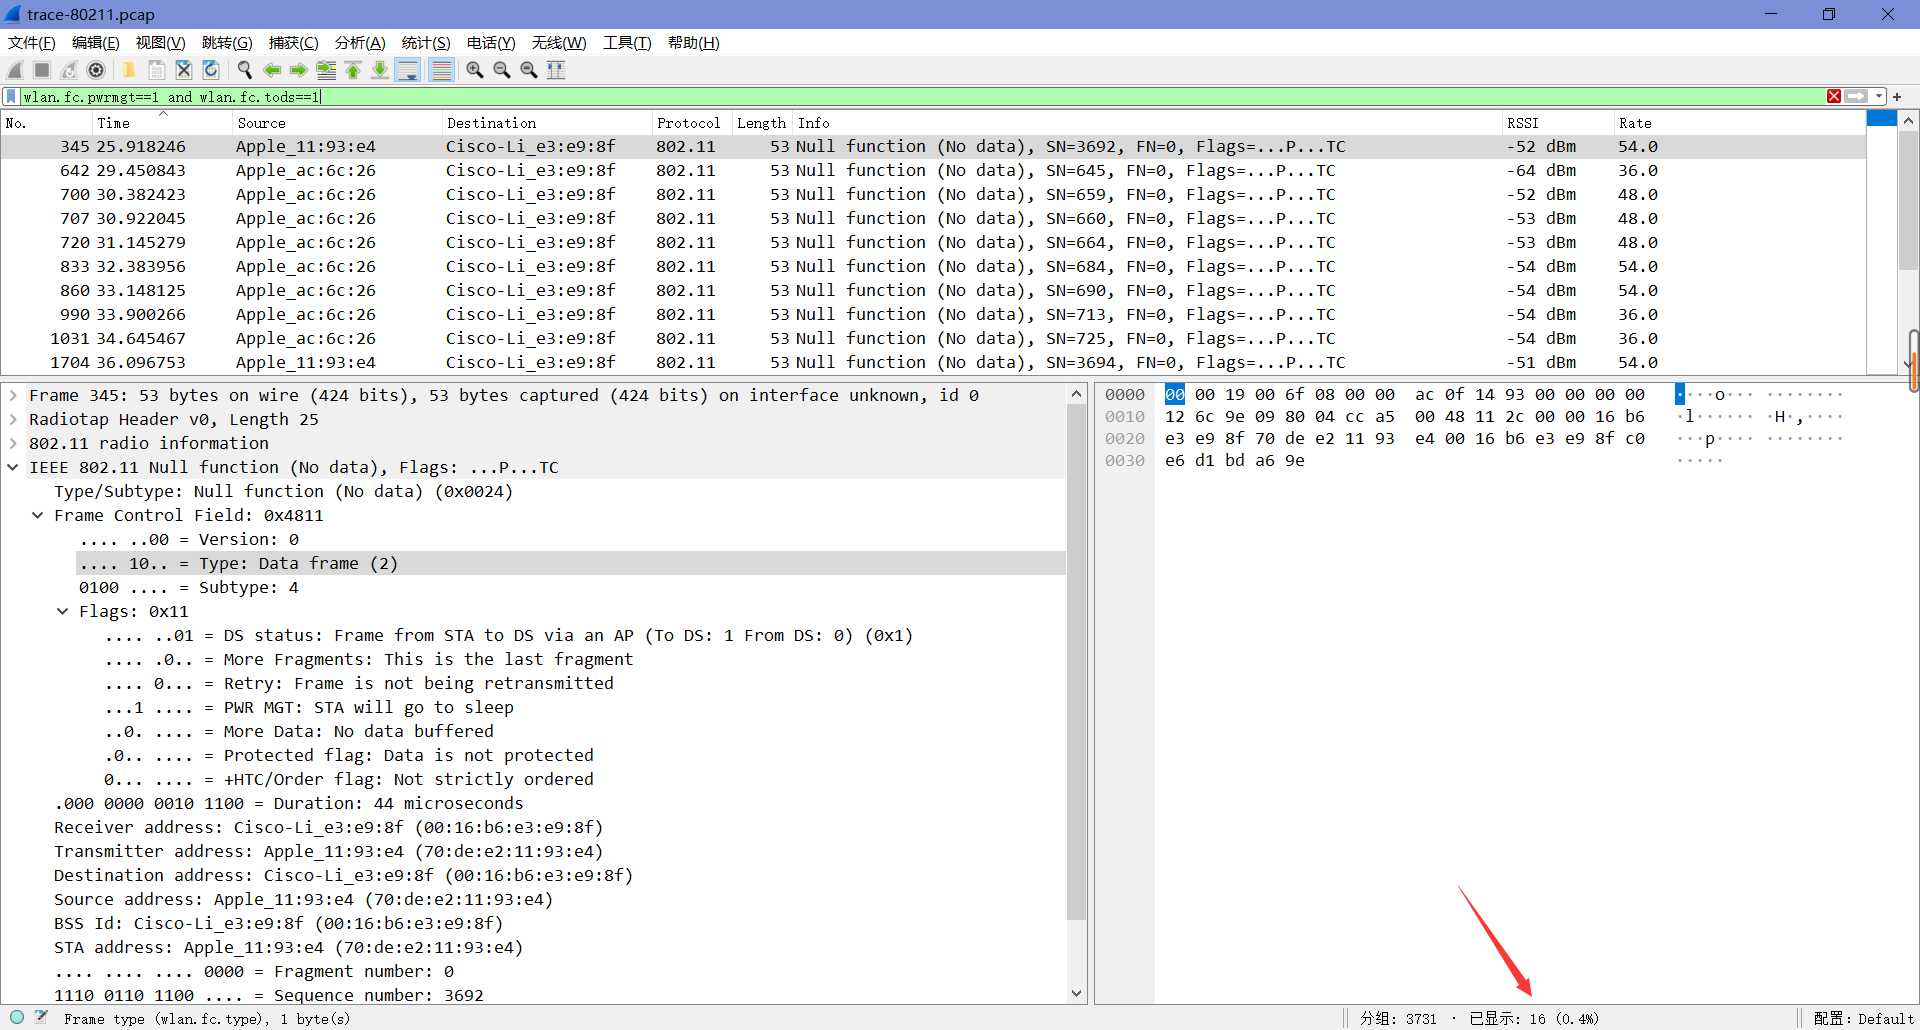 trace-80211.pcap
文件(F) 编辑(E) 视图(V) 跳转(G) 捕获(C) 分析(A) 统计(S) 电话(Y) 无线(W) 工具(T) 帮助(H)
wlan.fc.pwrmgt==1 and wlan.fc.tods==1
No. Time Source Destination Protocol Length Info RSSI Rate
345 25.918246 Apple_11:93:e4 Cisco-Li_e3:e9:8f 802.11 53 Null function (No data), SN=3692, FN=0, Flags=...P...TC -52 dBm 54.0
642 29.450843 Apple_ac:6c:26 Cisco-Li_e3:e9:8f 802.11 53 Null function (No data), SN=645, FN=0, Flags=...P...TC -64 dBm 36.0
700 30.382423 Apple_ac:6c:26 Cisco-Li_e3:e9:8f 802.11 53 Null function (No data), SN=659, FN=0, Flags=...P...TC -52 dBm 48.0
707 30.922045 Apple_ac:6c:26 Cisco-Li_e3:e9:8f 802.11 53 Null function (No data), SN=660, FN=0, Flags=...P...TC -53 dBm 48.0
720 31.145279 Apple_ac:6c:26 Cisco-Li_e3:e9:8f 802.11 53 Null function (No data), SN=664, FN=0, Flags=...P...TC -53 dBm 48.0
833 32.383956 Apple_ac:6c:26 Cisco-Li_e3:e9:8f 802.11 53 Null function (No data), SN=684, FN=0, Flags=...P...TC -54 dBm 54.0
860 33.148125 Apple_ac:6c:26 Cisco-Li_e3:e9:8f 802.11 53 Null function (No data), SN=690, FN=0, Flags=...P...TC -54 dBm 54.0
990 33.900266 Apple_ac:6c:26 Cisco-Li_e3:e9:8f 802.11 53 Null function (No data), SN=713, FN=0, Flags=...P...TC -54 dBm 36.0
1031 34.645467 Apple_ac:6c:26 Cisco-Li_e3:e9:8f 802.11 53 Null function (No data), SN=725, FN=0, Flags=...P...TC -54 dBm 36.0
1704 36.096753 Apple_11:93:e4 Cisco-Li_e3:e9:8f 802.11 53 Null function (No data), SN=3694, FN=0, Flags=...P...TC -51 dBm 54.0
Frame 345: 53 bytes on wire (424 bits), 53 bytes captured (424 bits) on interface unknown, id 0
Radiotap Header v0, Length 25
802.11 radio information
IEEE 802.11 Null function (No data), Flags: ...P...TC
Type/Subtype: Null function (No data) (0x0024)
Frame Control Field: 0x4811
.... ..00 = Version: 0
.... 10.. = Type: Data frame (2)
0100 .... = Subtype: 4
Flags: 0x11
.... ..01 = DS status: Frame from STA to DS via an AP (To DS: 1 From DS: 0) (0x1)
.... .0.. = More Fragments: This is the last fragment
.... 0... = Retry: Frame is not being retransmitted
...1 .... = PWR MGT: STA will go to sleep
..0. .... = More Data: No data buffered
.0.. .... = Protected flag: Data is not protected
0... .... = +HTC/Order flag: Not strictly ordered
.000 0000 0010 1100 = Duration: 44 microseconds
Receiver address: Cisco-Li_e3:e9:8f (00:16:b6:e3:e9:8f)
Transmitter address: Apple_11:93:e4 (70:de:e2:11:93:e4)
Destination address: Cisco-Li_e3:e9:8f (00:16:b6:e3:e9:8f)
Source address: Apple_11:93:e4 (70:de:e2:11:93:e4)
BSS Id: Cisco-Li_e3:e9:8f (00:16:b6:e3:e9:8f)
STA address: Apple_11:93:e4 (70:de:e2:11:93:e4)
.... .... .... 0000 = Fragment number: 0
1110 0110 1100 .... = Sequence number: 3692
0000 00 00 19 00 6f 08 00 00 ac 0f 14 93 00 00 00 00 ····o··· ········
0010 12 6c 9e 09 80 04 cc a5 00 48 11 2c 00 00 16 b6 ·l······ ·H·,····
0020 e3 e9 8f 70 de e2 11 93 e4 00 16 b6 e3 e9 8f c0 ···p···· ········
0030 e6 d1 bd a6 9e ·····
Frame type (wlan.fc.type), 1 byte(s)
分组: 3731 · 已显示: 16 (0.4%)
配置: Default